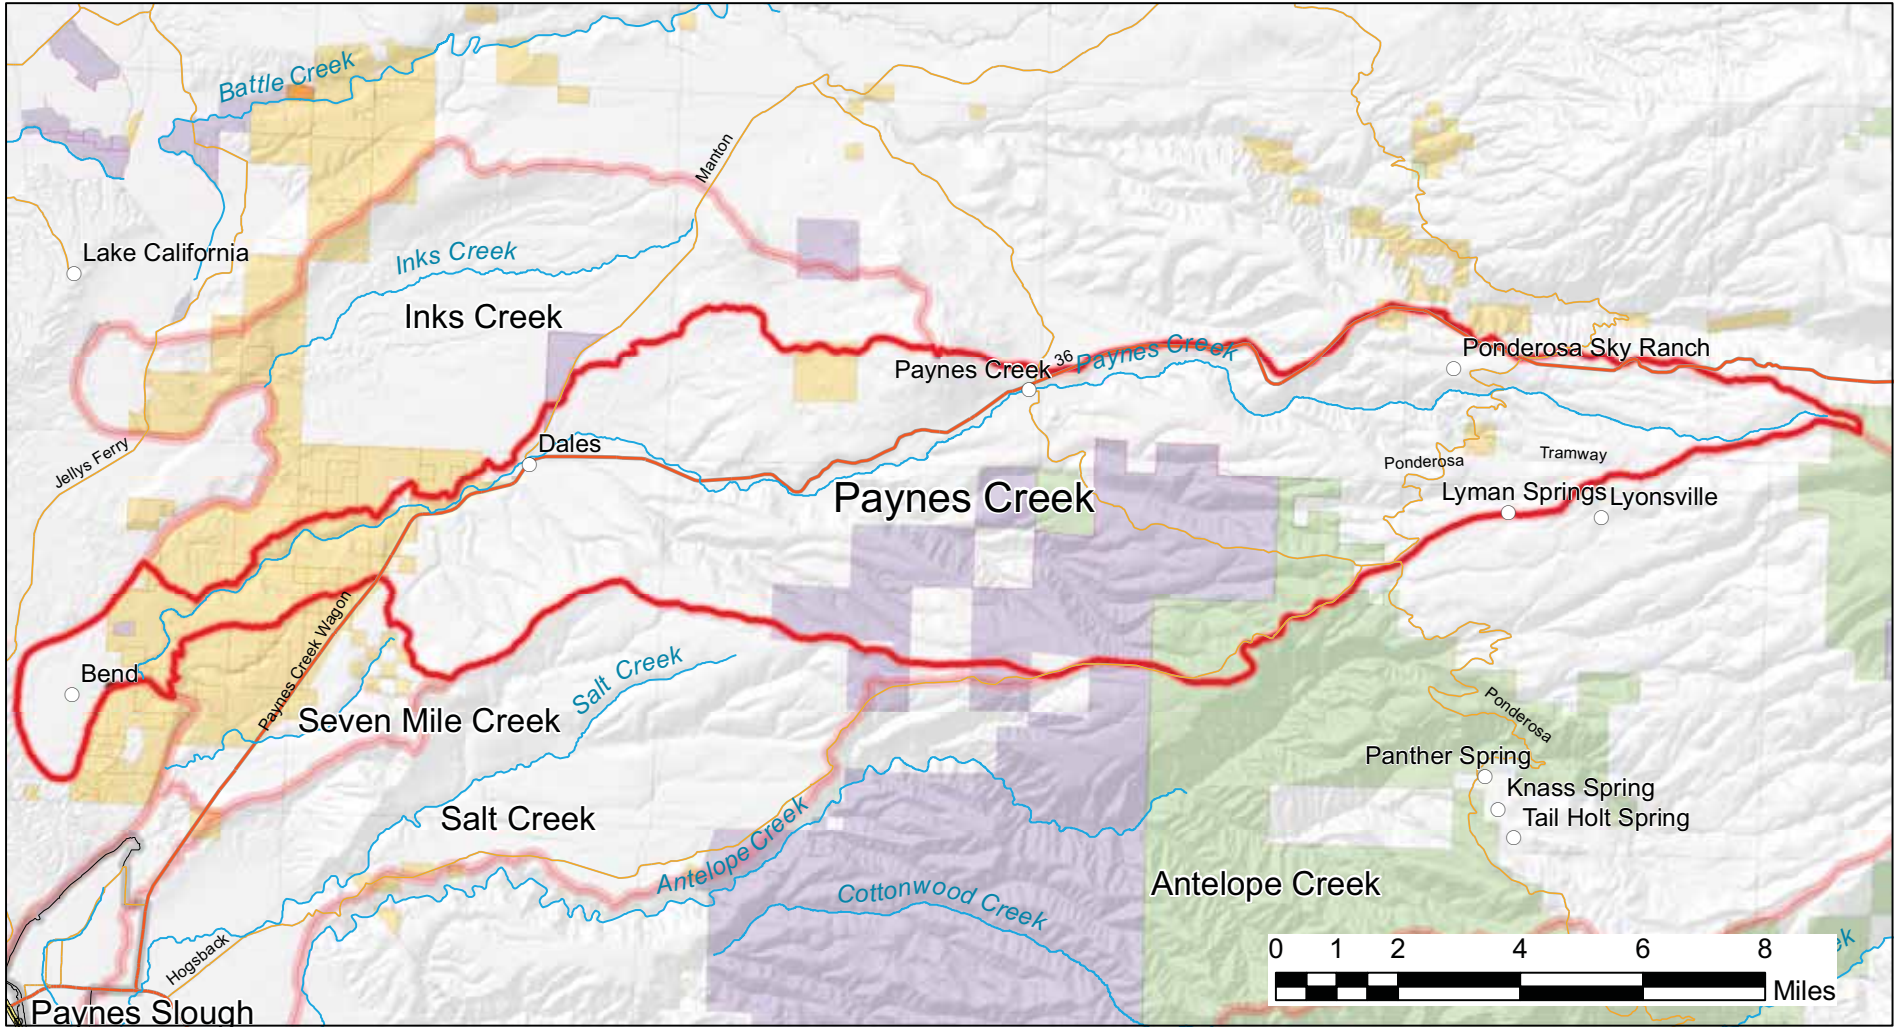 Battle Creek
Manton
Lake California
Inks Creek
Inks Creek
36
Paynes Creek
Ponderosa Sky Ranch
Paynes Creek
Jellys Ferry
Dales
Tramway
Ponderosa
Paynes Creek
Lyman Springs
Lyonsville
Paynes Creek Wagon
Bend
Salt Creek
Seven Mile Creek
Ponderosa
Panther Spring
Knass Spring
Salt Creek
Tail Holt Spring
Antelope Creek
Antelope Creek
Cottonwood Creek
Hogsback
0 1 2 4 6 8
ek
Miles
Paynes Slough